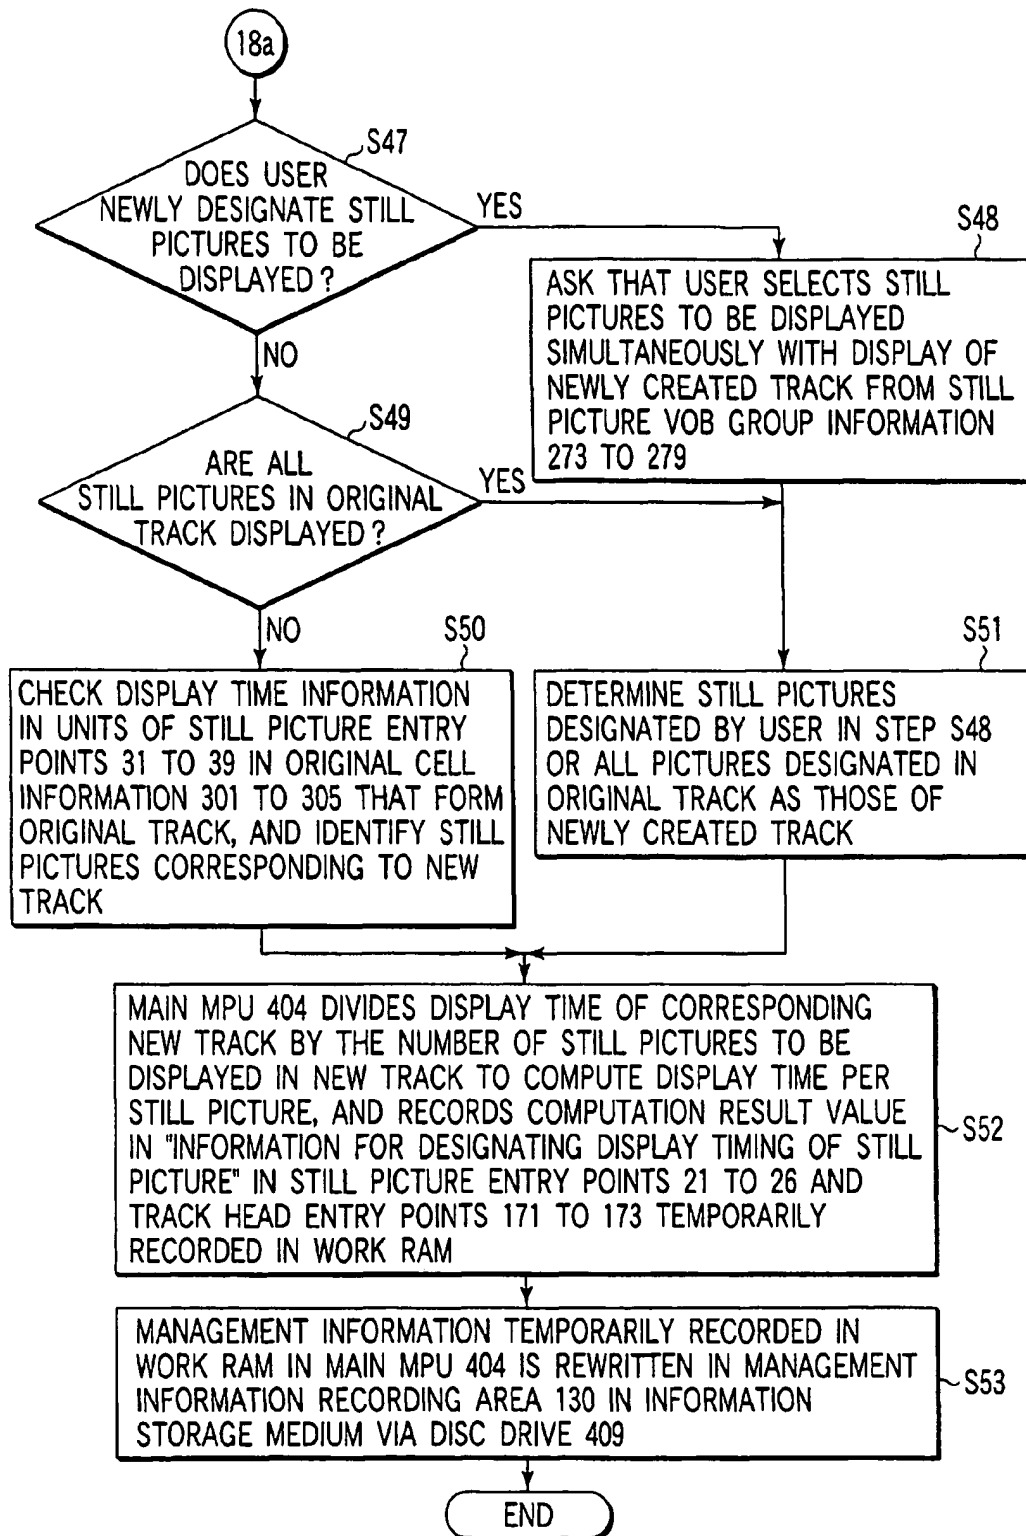 18a
S47
DOES USER
NEWLY DESIGNATE STILL
PICTURES TO BE
DISPLAYED?
YES
NO
S48
ASK THAT USER SELECTS STILL
PICTURES TO BE DISPLAYED
SIMULTANEOUSLY WITH DISPLAY OF
NEWLY CREATED TRACK FROM STILL
PICTURE VOB GROUP INFORMATION
273 TO 279
S49
ARE ALL
STILL PICTURES IN ORIGINAL
TRACK DISPLAYED?
YES
NO
S50
CHECK DISPLAY TIME INFORMATION
IN UNITS OF STILL PICTURE ENTRY
POINTS 31 TO 39 IN ORIGINAL CELL
INFORMATION 301 TO 305 THAT FORM
ORIGINAL TRACK, AND IDENTIFY STILL
PICTURES CORRESPONDING TO NEW
TRACK
S51
DETERMINE STILL PICTURES
DESIGNATED BY USER IN STEP S48
OR ALL PICTURES DESIGNATED IN
ORIGINAL TRACK AS THOSE OF
NEWLY CREATED TRACK
MAIN MPU 404 DIVIDES DISPLAY TIME OF CORRESPONDING
NEW TRACK BY THE NUMBER OF STILL PICTURES TO BE
DISPLAYED IN NEW TRACK TO COMPUTE DISPLAY TIME PER
STILL PICTURE, AND RECORDS COMPUTATION RESULT VALUE
IN "INFORMATION FOR DESIGNATING DISPLAY TIMING OF STILL
PICTURE" IN STILL PICTURE ENTRY POINTS 21 TO 26 AND
TRACK HEAD ENTRY POINTS 171 TO 173 TEMPORARILY
RECORDED IN WORK RAM
S52
MANAGEMENT INFORMATION TEMPORARILY RECORDED IN
WORK RAM IN MAIN MPU 404 IS REWRITTEN IN MANAGEMENT
INFORMATION RECORDING AREA 130 IN INFORMATION
STORAGE MEDIUM VIA DISC DRIVE 409
S53
END